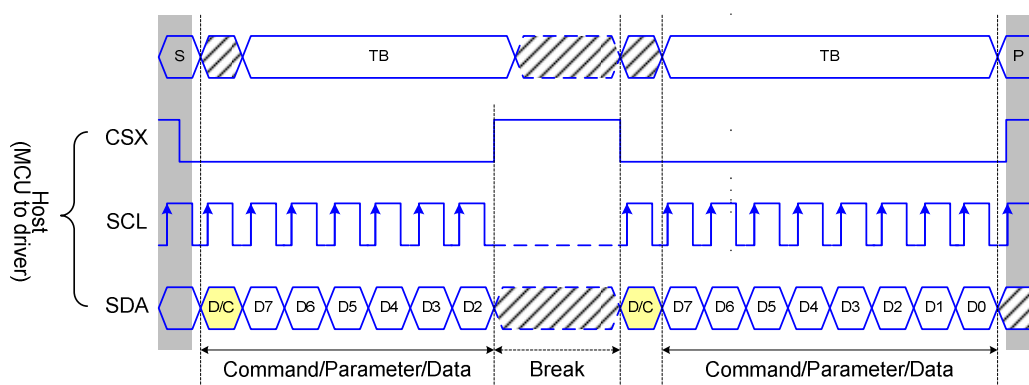 S TB TB P
CSX
Host
(MCU to driver)
SCL
SDA D/C D7 D6 D5 D4 D3 D2 D/C D7 D6 D5 D4 D3 D2 D1 D0
Command/Parameter/Data Break Command/Parameter/Data